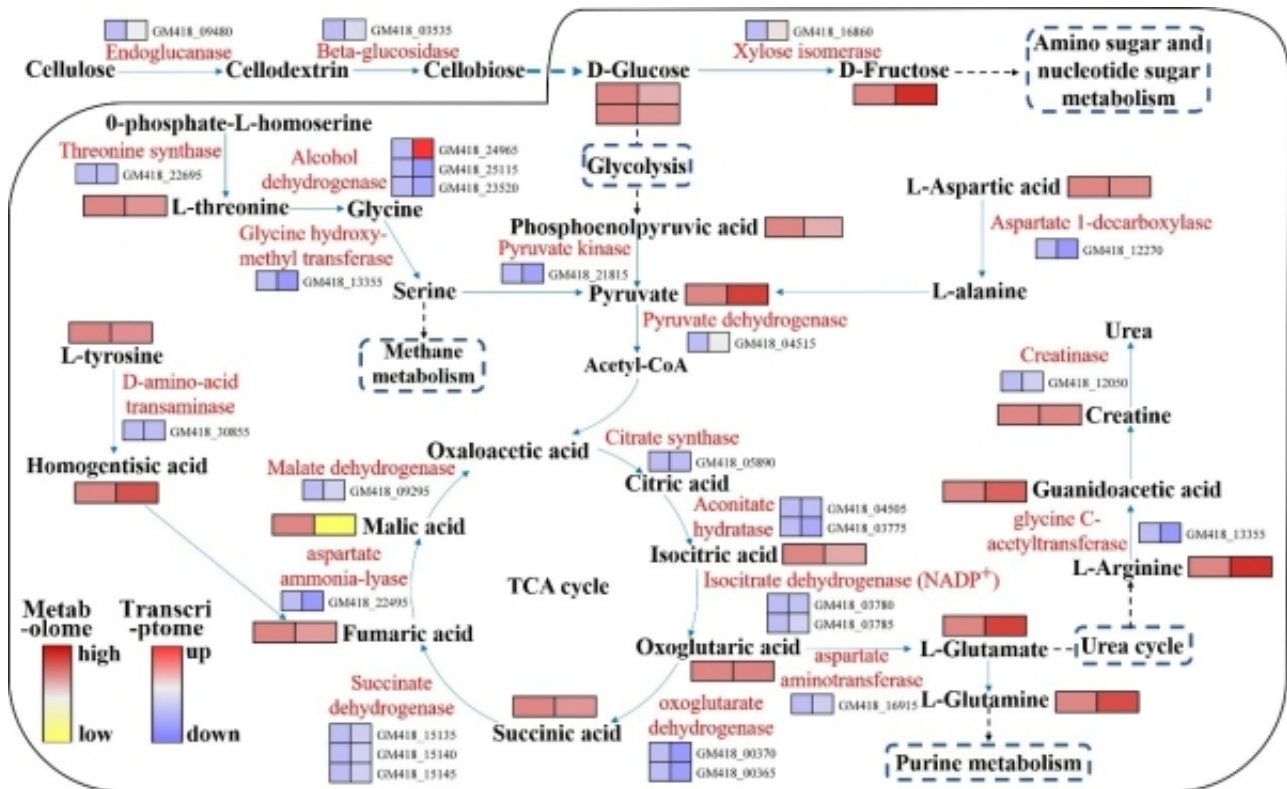 GM418_09480
Endoglucanase
GM418_03535
Beta-glucosidase
GM418_16860
Xylose isomerase
Cellulose
Cellodextrin
Cellobiose
D-Glucose
D-Fructose
Amino sugar and
nucleotide sugar
metabolism
0-phosphate-L-homoserine
Threonine synthase
GM418_22695
Alcohol
dehydrogenase
GM418_24965
GM418_25115
GM418_23520
Glycolysis
L-threonine
Glycine
L-Aspartic acid
Phosphoenolpyruvic acid
Glycine hydroxy-
methyl transferase
GM418_13355
Pyruvate kinase
GM418_21815
Aspartate 1-decarboxylase
GM418_12270
Serine
Pyruvate
L-alanine
Pyruvate dehydrogenase
GM418_04515
L-tyrosine
Methane
metabolism
Acetyl-CoA
Urea
Creatinase
GM418_12050
Creatine
D-amino-acid
transaminase
GM418_30855
Homogentisic acid
Oxaloacetic acid
Citrate synthase
GM418_05890
Citric acid
Malate dehydrogenase
GM418_09295
Malic acid
Aconitate
hydratase
GM418_04505
GM418_03775
Isocitric acid
Guanidoacetic acid
glycine C-
acetyltransferase
GM418_13355
L-Arginine
aspartate
ammonia-lyase
GM418_22495
TCA cycle
Isocitrate dehydrogenase (NADP+)
GM418_03780
GM418_03785
Metab
-olome
high
low
Transcri
-ptome
up
down
Fumaric acid
Oxoglutaric acid
L-Glutamate
Urea cycle
aspartate
aminotransferase
GM418_16915
L-Glutamine
Succinate
dehydrogenase
GM418_15135
GM418_15140
GM418_15145
Succinic acid
oxoglutarate
dehydrogenase
GM418_00370
GM418_00365
Purine metabolism